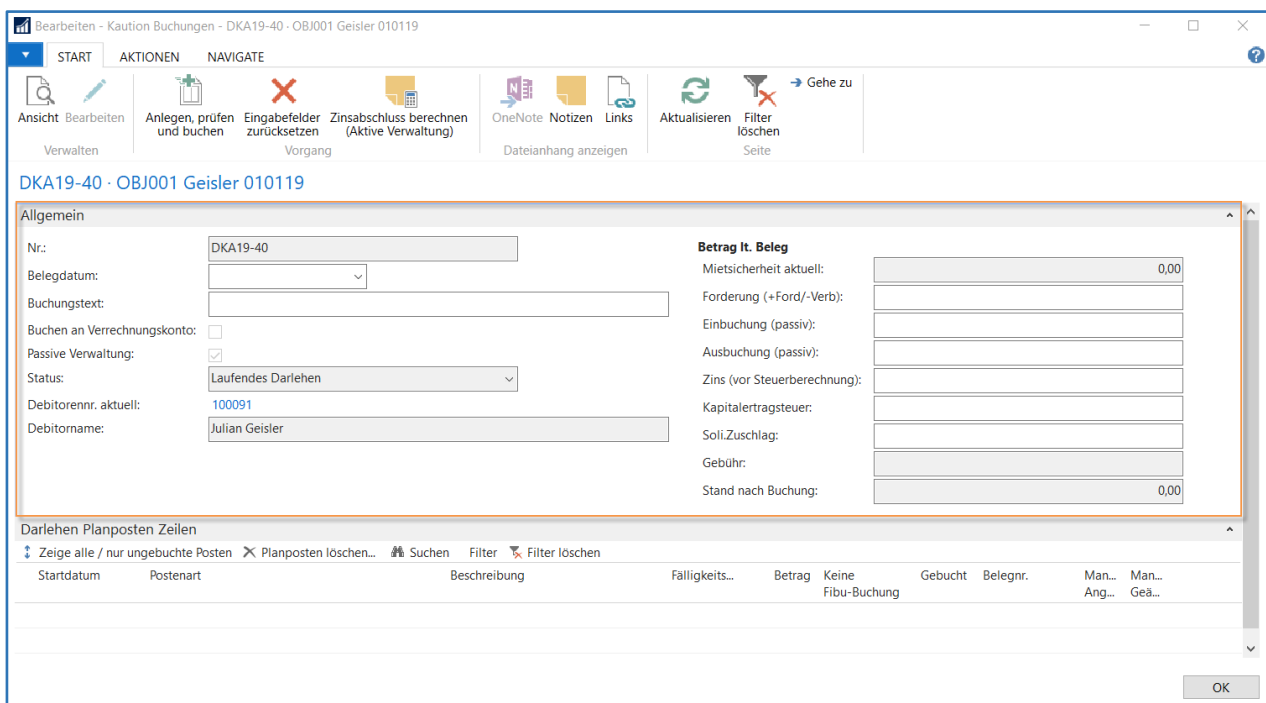 Bearbeiten - Kaution Buchungen - DKA19-40 · OBJ001 Geisler 010119
START AKTIONEN NAVIGATE
Ansicht Bearbeiten
Verwalten
Anlegen, prüfen und buchen
Eingabefelder zurücksetzen
Zinsabschluss berechnen (Aktive Verwaltung)
Vorgang
OneNote Notizen Links
Dateianhang anzeigen
Aktualisieren
Filter löschen
Gehe zu
Seite
DKA19-40 · OBJ001 Geisler 010119
Allgemein
Nr.: DKA19-40
Belegdatum:
Buchungstext:
Buchen an Verrechnungskonto:
Passive Verwaltung:
Status: Laufendes Darlehen
Debitorennr. aktuell: 100091
Debitorname: Julian Geisler
Betrag lt. Beleg
Mietsicherheit aktuell: 0,00
Forderung (+Ford/-Verb):
Einbuchung (passiv):
Ausbuchung (passiv):
Zins (vor Steuerberechnung):
Kapitalertragsteuer:
Soli.Zuschlag:
Gebühr:
Stand nach Buchung: 0,00
Darlehen Planposten Zeilen
Zeige alle / nur ungebuchte Posten Planposten löschen... Suchen Filter Filter löschen
Startdatum Postenart Beschreibung Fälligkeits... Betrag Keine Fibu-Buchung Gebucht Belegnr. Man... Ang... Man... Geä...
OK